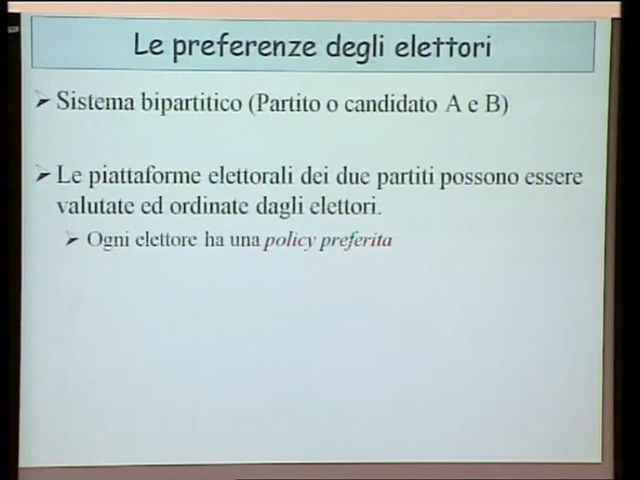 Le preferenze degli elettori
➢ Sistema bipartitico (Partito o candidato A e B)
➢ Le piattaforme elettorali dei due partiti possono essere
valutate ed ordinate dagli elettori.
➢ Ogni elettore ha una policy preferita